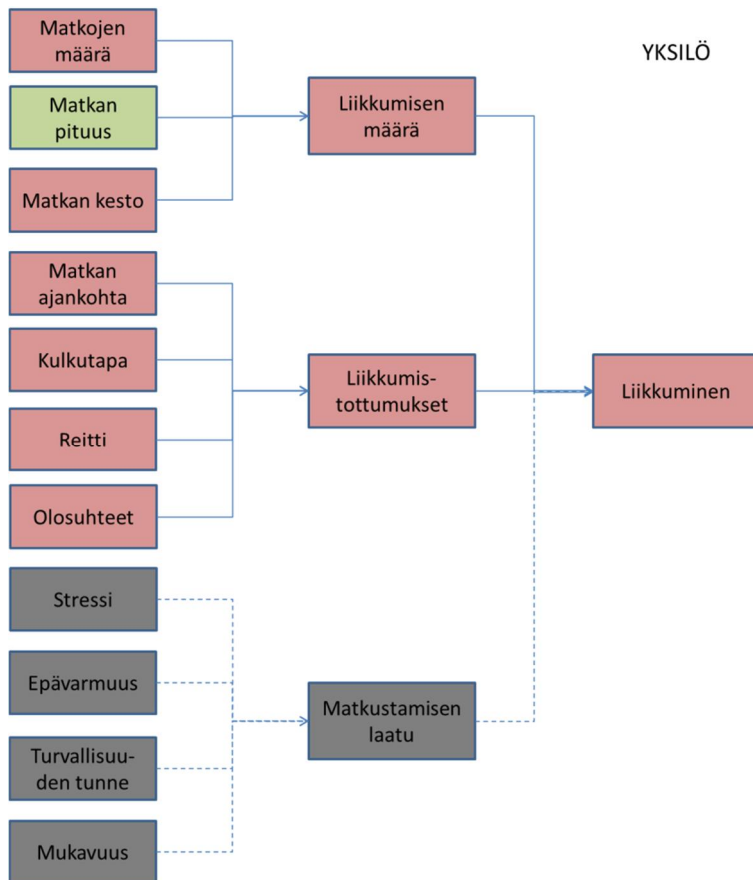 Matkojen
määrä
YKSILÖ
Matkan
pituus
Liikkumisen
määrä
Matkan kesto
Matkan
ajankohta
Kulkutapa
Liikkumis-
tottumukset
Liikkuminen
Reitti
Olosuhteet
Stressi
Epävarmuus
Matkustamisen
laatu
Turvallisuu-
den tunne
Mukavuus